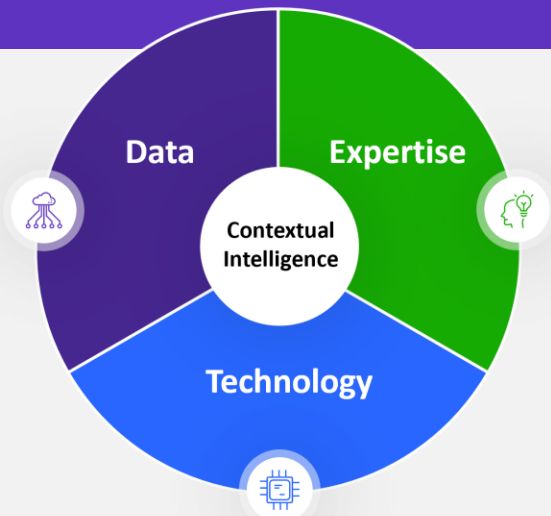 Data
Expertise
Contextual
Intelligence
Technology